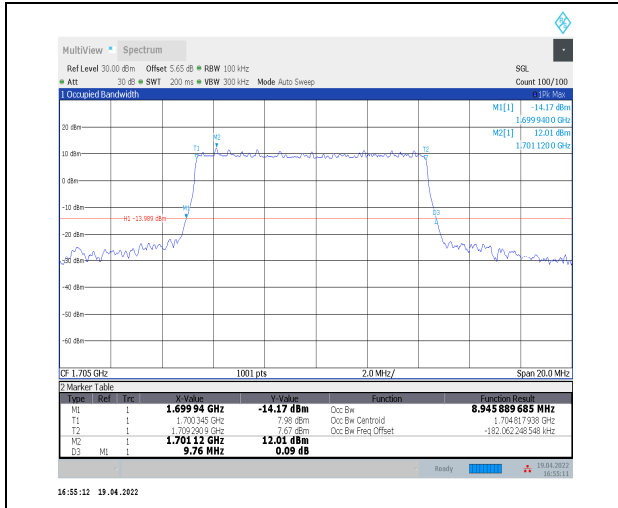 MultiView Spectrum
Ref Level 30.00 dBm Offset 5.65 dB RBW 100 kHz SGL
Att 30 dB SWT 200 ms VBW 300 kHz Mode Auto Sweep Count 100/100
1 Occupied Bandwidth 1Pk Max
M1[1] -14.17 dBm
1.699 940 0 GHz
M2[1] 12.01 dBm
1.701 120 0 GHz
20 dBm
M2
T1
T2
10 dBm
0 dBm
-10 dBm
M1
D3
H1 -13.989 dBm
-20 dBm
-30 dBm
-40 dBm
-50 dBm
-60 dBm
CF 1.705 GHz 1001 pts 2.0 MHz/ Span 20.0 MHz
2 Marker Table
Type Ref Trc X-Value Y-Value Function Function Result
M1 1 1.699 94 GHz -14.17 dBm Occ Bw 8.945 889 685 MHz
T1 1 1.700 345 GHz 7.98 dBm Occ Bw Centroid 1.704 817 938 GHz
T2 1 1.709 290 9 GHz 7.67 dBm Occ Bw Freq Offset -182.062 248 548 kHz
M2 1 1.701 12 GHz 12.01 dBm
D3 M1 1 9.76 MHz 0.09 dB
Ready 19.04.2022
16:55:11
16:55:12 19.04.2022